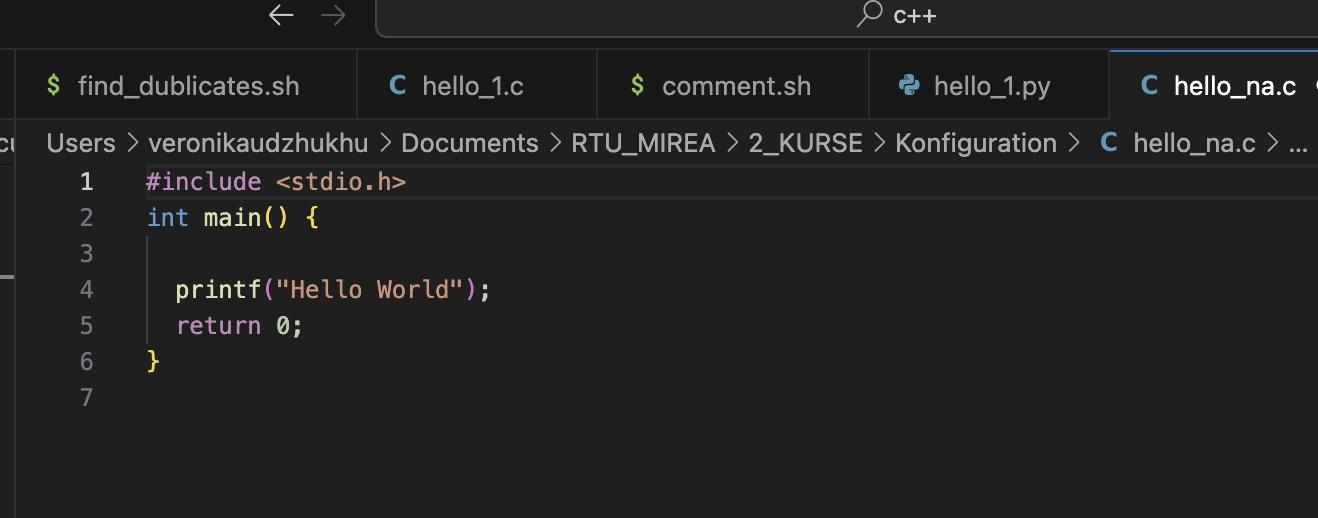 c++
$ find_dublicates.sh C hello_1.c $ comment.sh hello_1.py C hello_na.c
Users > veronikaudzhukhu > Documents > RTU_MIREA > 2_KURSE > Konfiguration > C hello_na.c > ...
1 #include <stdio.h>
2 int main() {
3
4 printf("Hello World");
5 return 0;
6 }
7